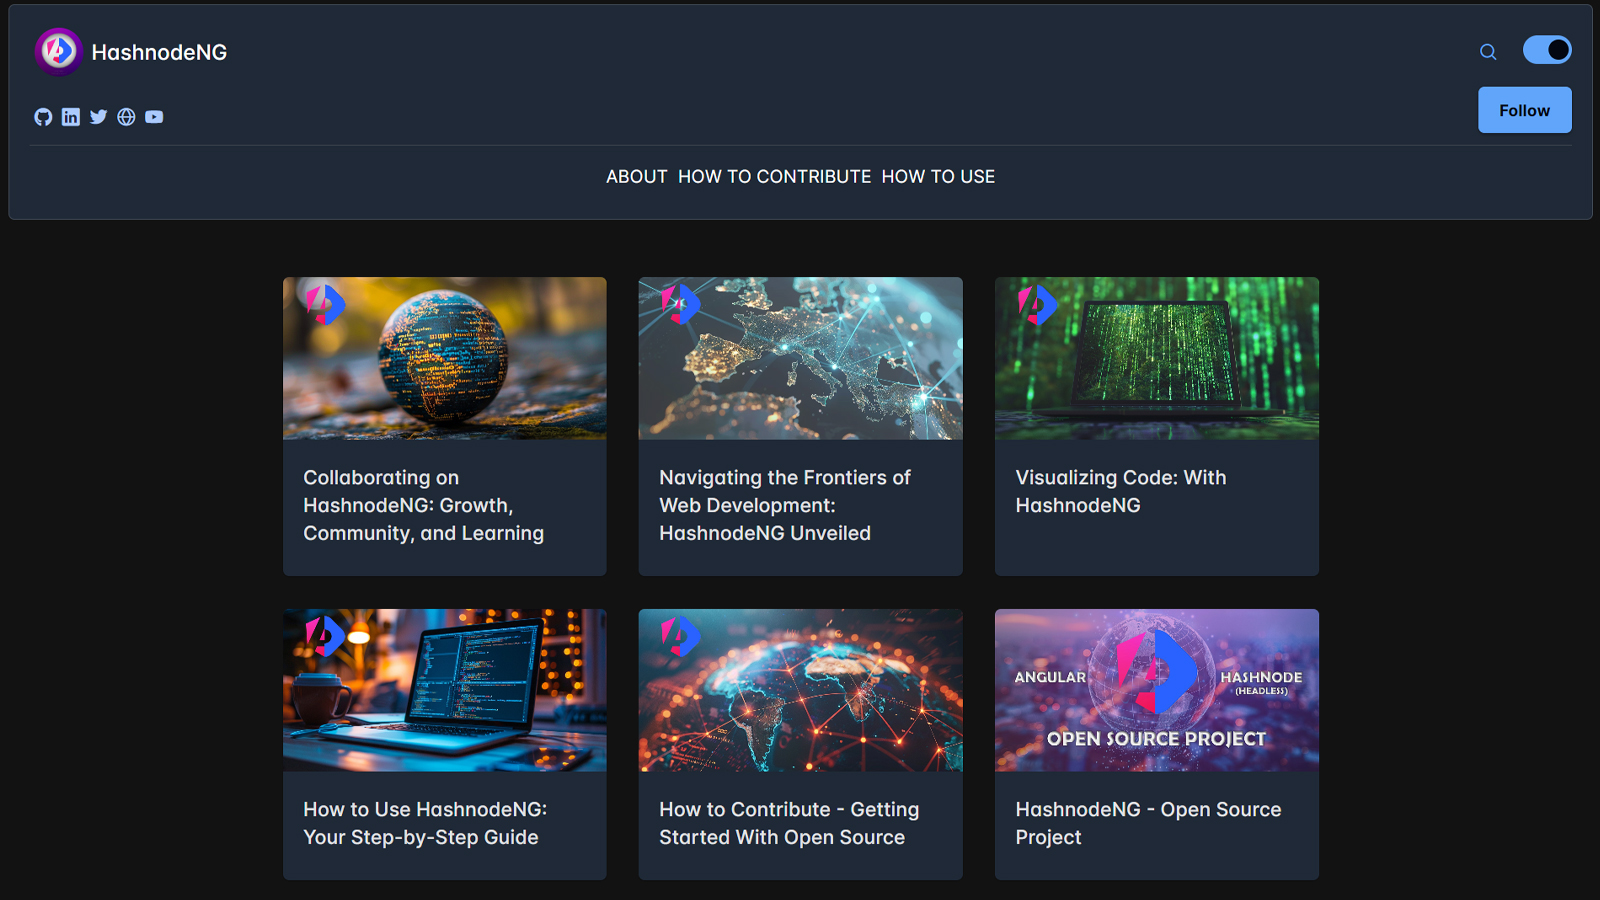 HashnodeNG
Follow
ABOUT HOW TO CONTRIBUTE HOW TO USE
Collaborating on
HashnodeNG: Growth,
Community, and Learning
Navigating the Frontiers of
Web Development:
HashnodeNG Unveiled
Visualizing Code: With
HashnodeNG
How to Use HashnodeNG:
Your Step-by-Step Guide
How to Contribute - Getting
Started With Open Source
ANGULAR
HASHNODE
(HEADLESS)
OPEN SOURCE PROJECT
HashnodeNG - Open Source
Project